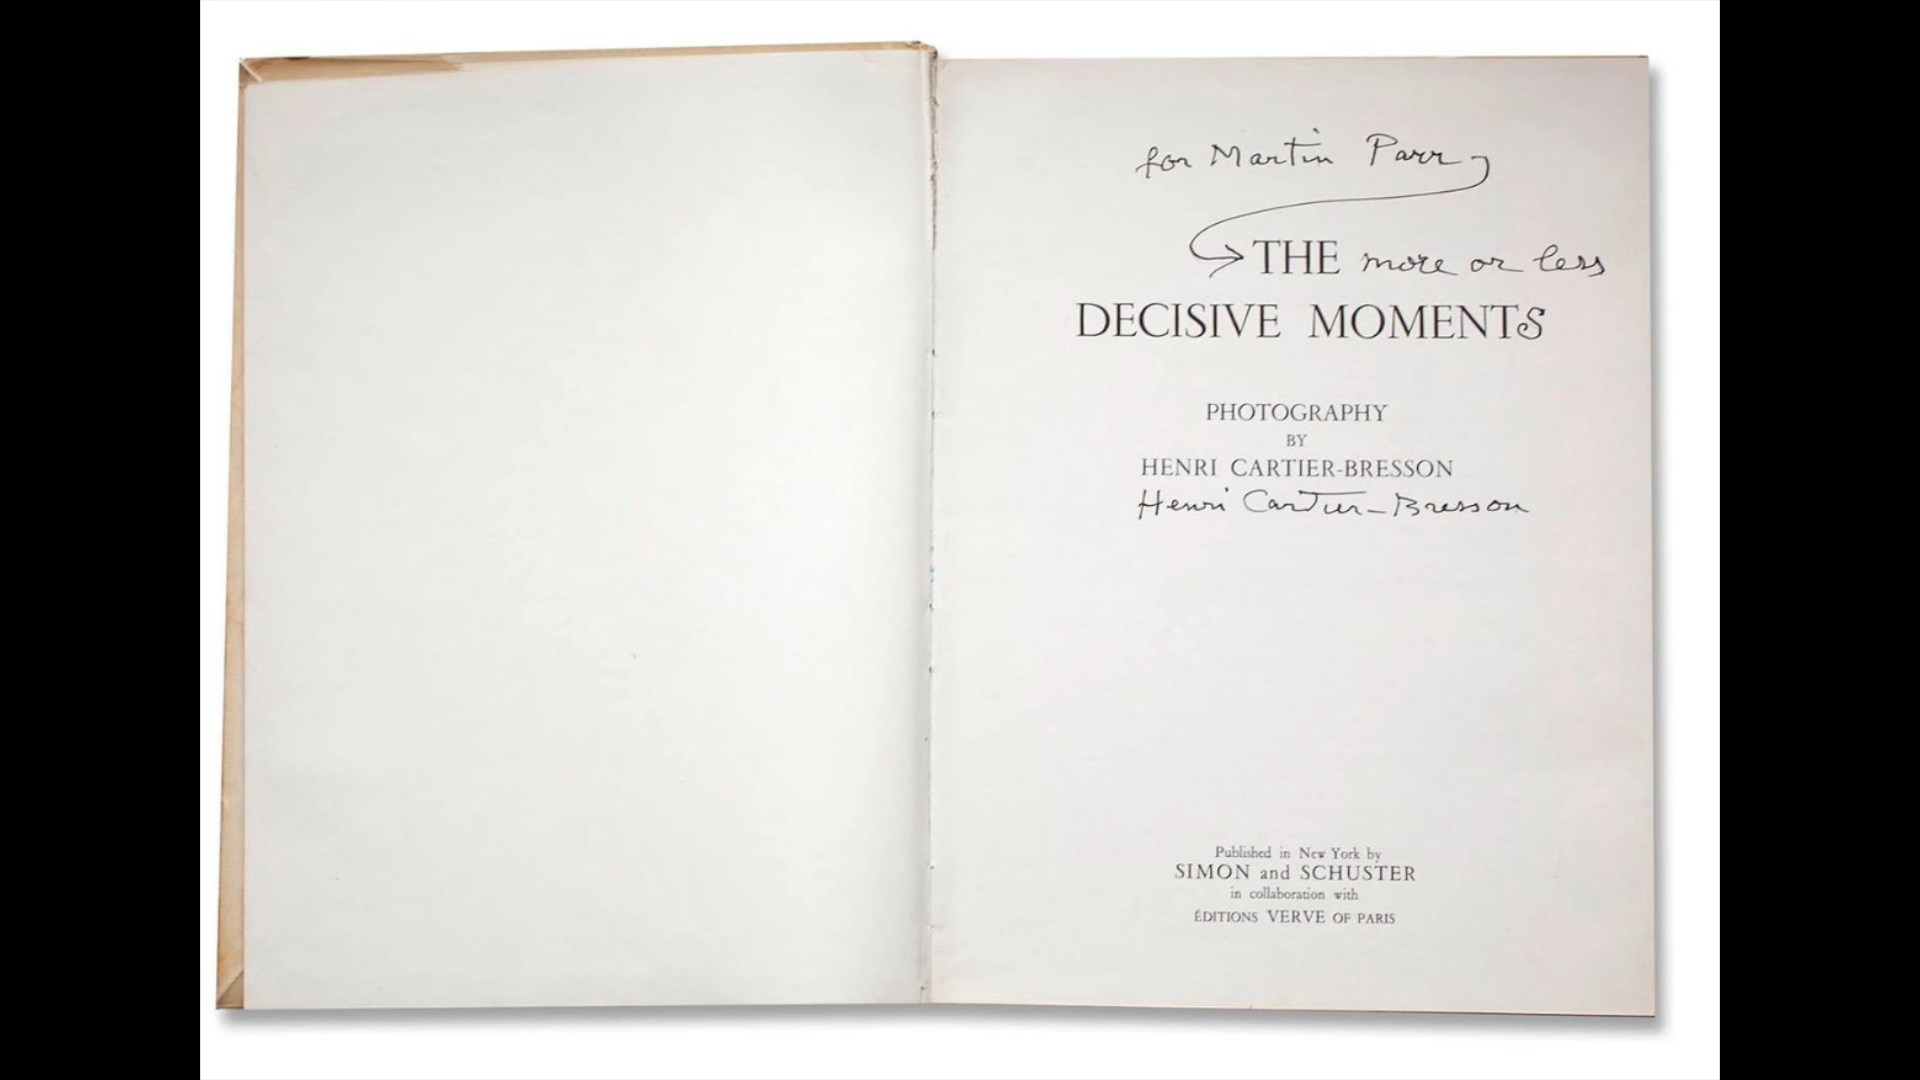 for Martin Parr
THE more or less
DECISIVE MOMENTS
PHOTOGRAPHY
BY
HENRI CARTIER-BRESSON
Henri Cartier-Bresson
Published in New York by
SIMON and SCHUSTER
in collaboration with
ÉDITIONS VERVE OF PARIS